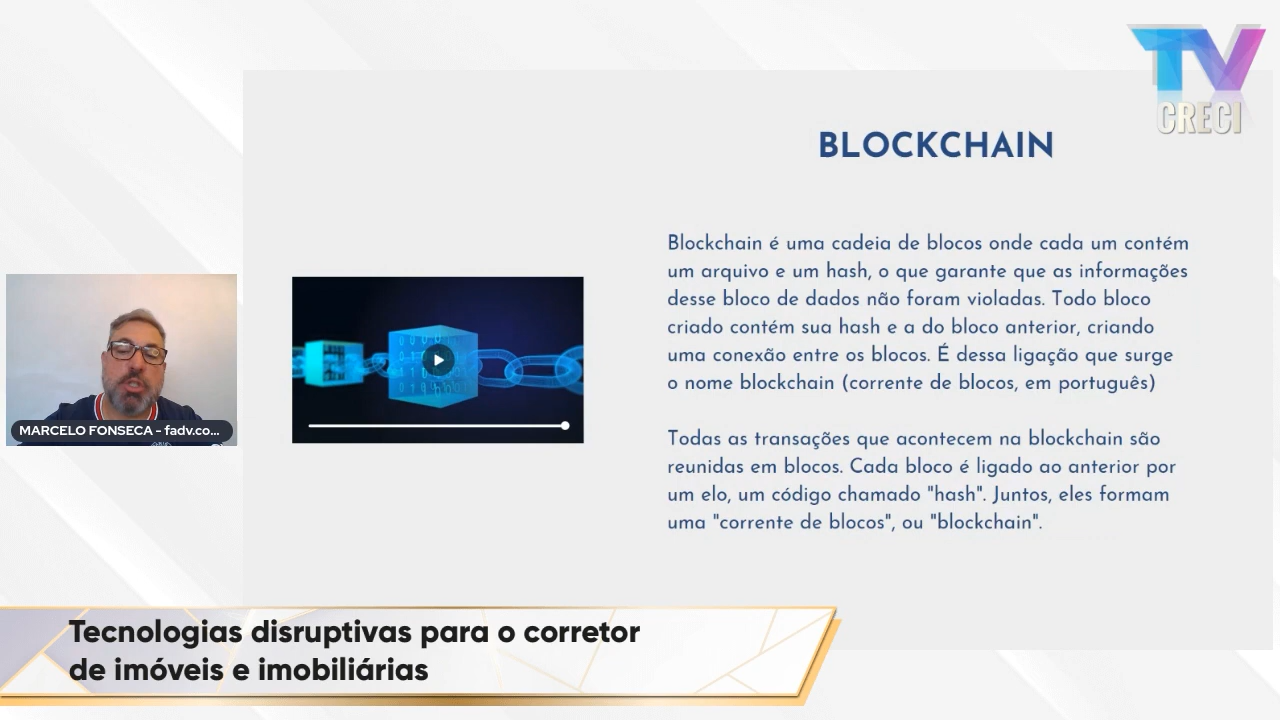 TV
CRECI
BLOCKCHAIN
Blockchain é uma cadeia de blocos onde cada um contém
um arquivo e um hash, o que garante que as informações
desse bloco de dados não foram violadas. Todo bloco
criado contém sua hash e a do bloco anterior, criando
uma conexão entre os blocos. É dessa ligação que surge
o nome blockchain (corrente de blocos, em português)
Todas as transações que acontecem na blockchain são
reunidas em blocos. Cada bloco é ligado ao anterior por
um elo, um código chamado "hash". Juntos, eles formam
uma "corrente de blocos", ou "blockchain".
MARCELO FONSECA - fadv.co...
Tecnologias disruptivas para o corretor
de imóveis e imobiliárias